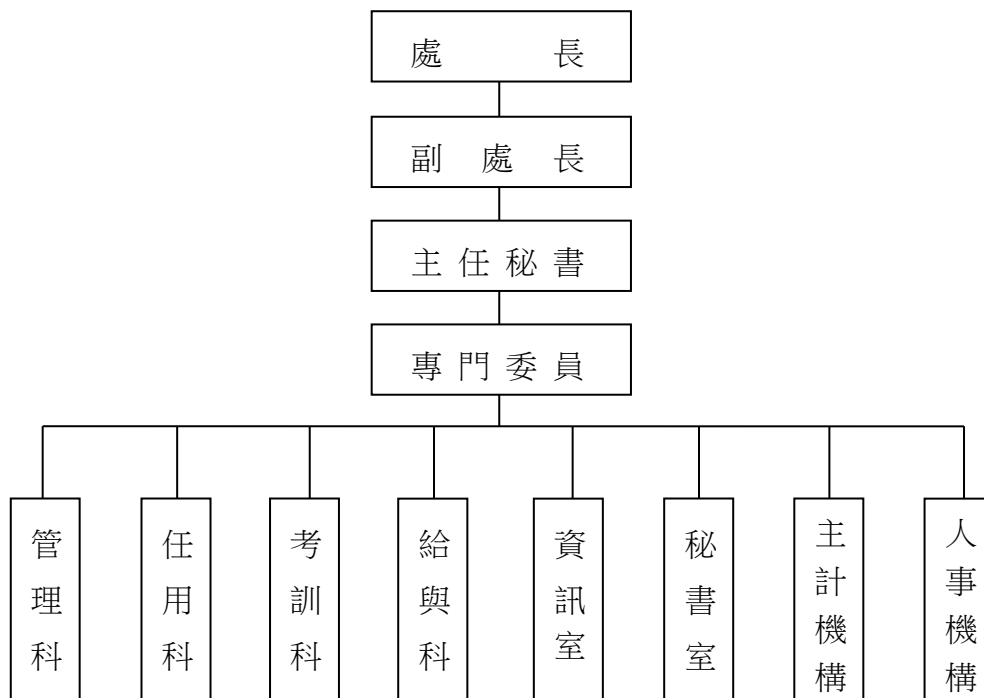 處長
副處長
主任秘書
專門委員
管理科
任用科
考訓科
給與科
資訊室
秘書室
主計機構
人事機構